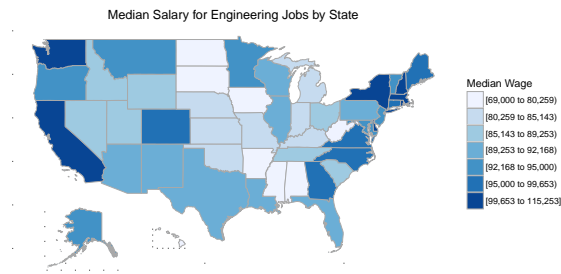 Median Salary for Engineering Jobs by State
Median Wage
[69,000 to 80,259)
[80,259 to 85,143)
[85,143 to 89,253)
[89,253 to 92,168)
[92,168 to 95,000)
[95,000 to 99,653)
[99,653 to 115,253]